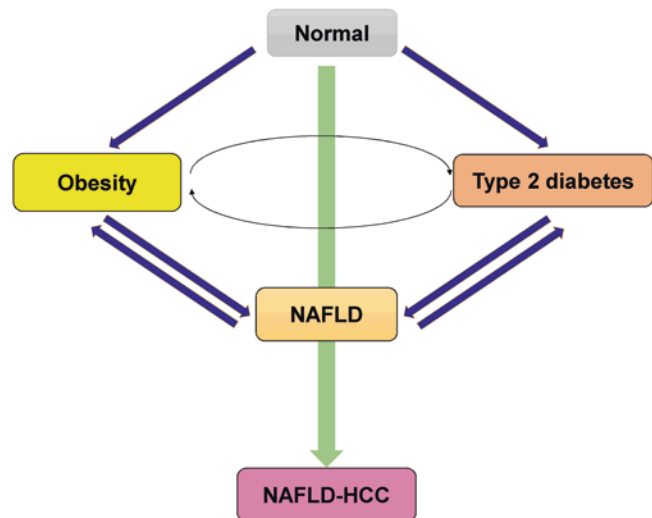 Normal
Obesity
Type 2 diabetes
NAFLD
NAFLD-HCC